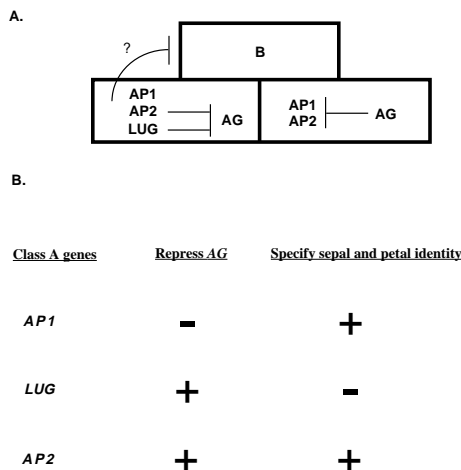 A.
?
B
AP1
AP2
LUG
AG
AP1
AP2
AG
B.
Class A genes Repress AG Specify sepal and petal identity
AP1 - +
LUG + -
AP2 + +